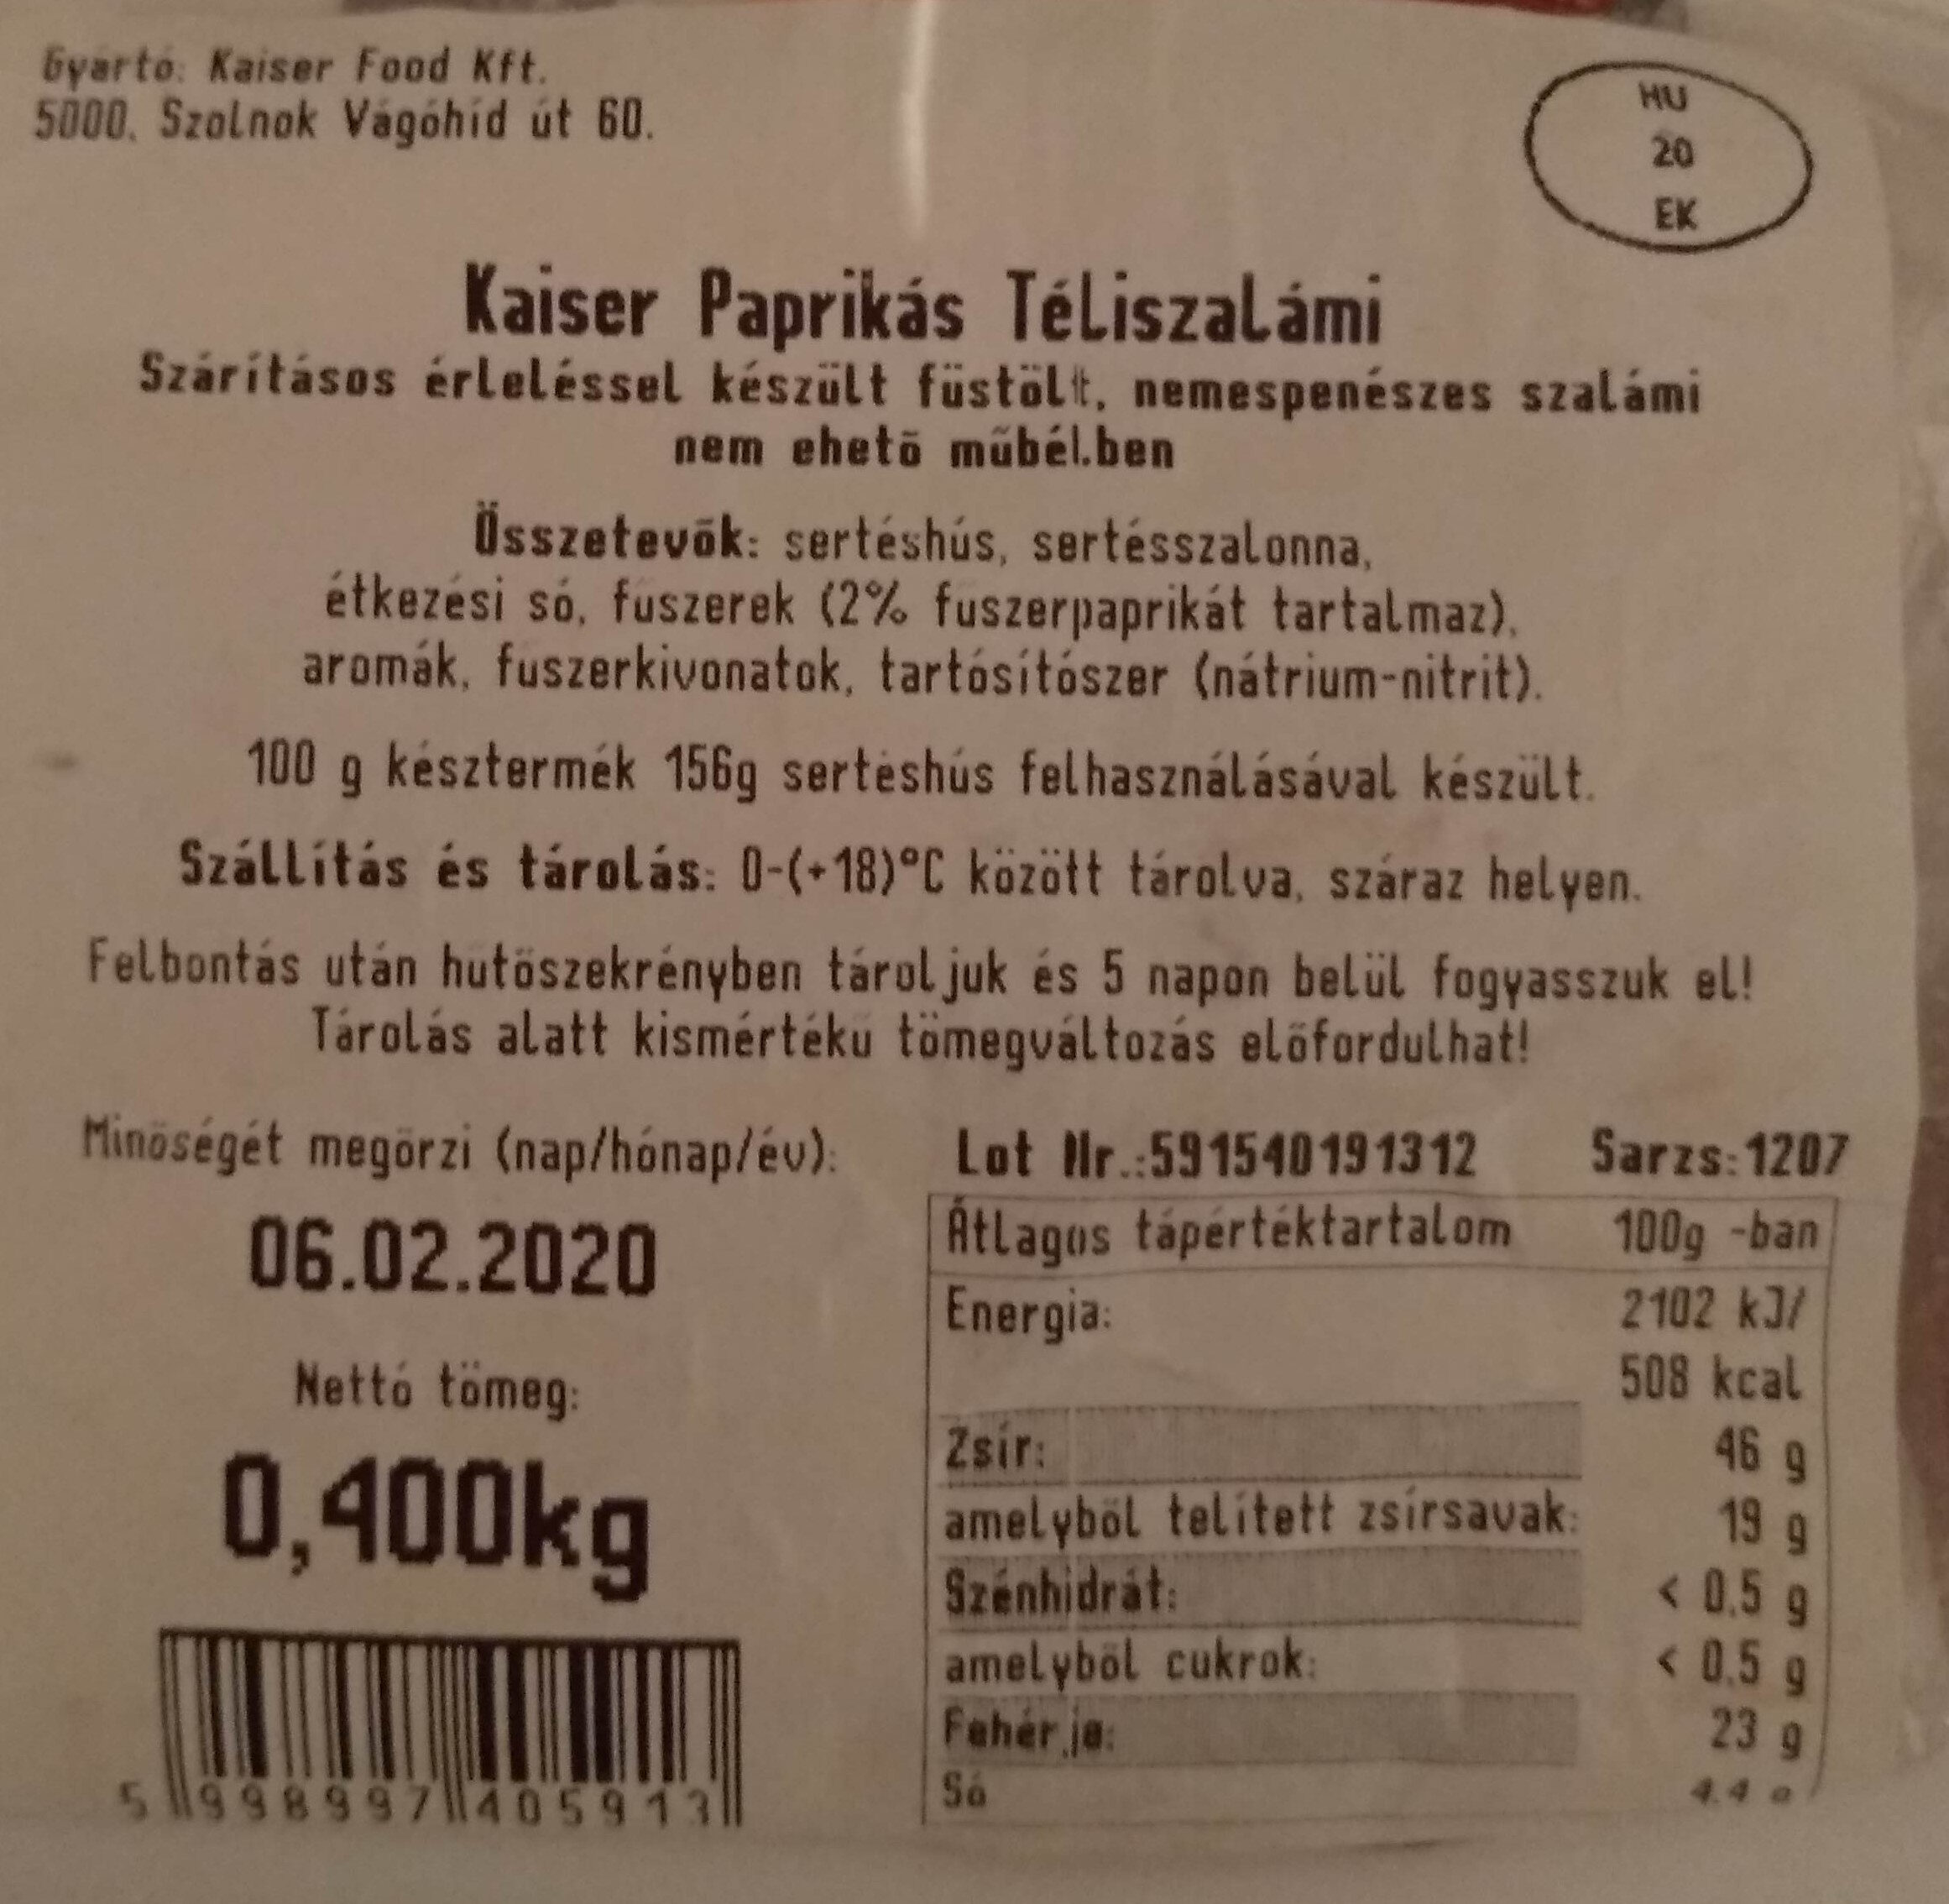 Gyártó: Kaiser Food Kft.
5000. Szolnok Vágóhíd út 60.
HU
20
EK
Kaiser Paprikás Téliszalámi
Szárításos érleléssel készült füstölt, nemespenészes szalámi
nem ehető műbél.ben
Összetevők: sertéshús, sertésszalonna,
étkezési só, fuszerek (2% fuszerpaprikát tartalmaz),
aromák, fuszerkivonatok, tartósítószer (nátrium-nitrit).
100 g késztermék 156g sertéshús felhasználásával készült.
Szállítás és tárolás: 0-(+18)°C között tárolva, száraz helyen.
Felbontás után hutöszekrényben tároljuk és 5 napon belül fogyasszuk el!
Tárolás alatt kismértéku tömegváltozás előfordulhat!
Minöségét megörzi (nap/hónap/év):
06.02.2020
Nettó tömeg:
0,400kg
5 998997 405913
Lot Nr.:591540191312 Sarzs:1207
Átlagos tápértéktartalom 100g -ban
Energia: 2102 kJ/
508 kcal
Zsír: 46 g
amelyböl telített zsírsavak: 19 g
Szénhidrát: < 0.5 g
amelyböl cukrok: < 0.5 g
Fehérje: 23 g
Só 4.4 g